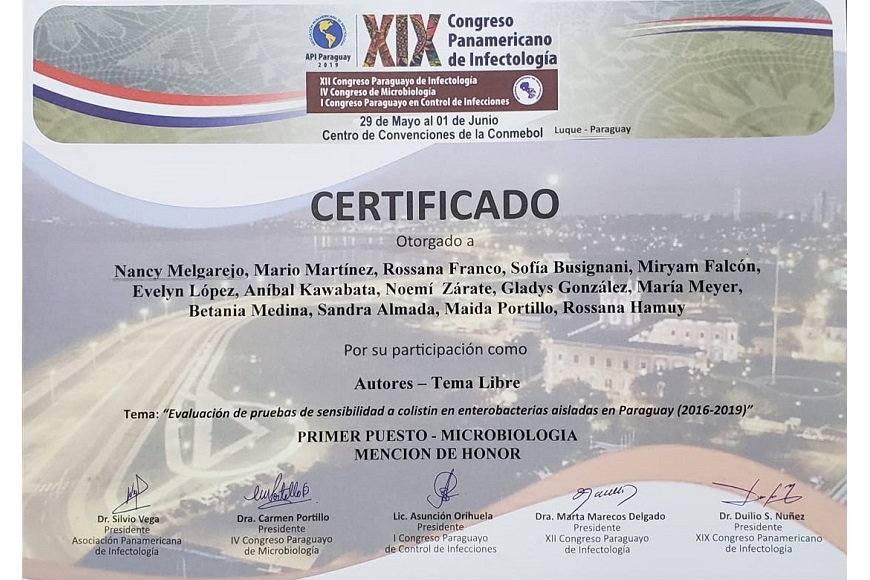 API Paraguay
2019
XIX
Congreso
Panamericano
de Infectología
XII Congreso Paraguayo de Infectología
IV Congreso de Microbiología
I Congreso Paraguayo en Control de Infecciones
29 de Mayo al 01 de Junio
Centro de Convenciones de la Conmebol
Luque - Paraguay
CERTIFICADO
Otorgado a
Nancy Melgarejo, Mario Martínez, Rossana Franco, Sofía Busignani, Miryam Falcón,
Evelyn López, Aníbal Kawabata, Noemí Zárate, Gladys González, María Meyer,
Betania Medina, Sandra Almada, Maida Portillo, Rossana Hamuy
Por su participación como
Autores – Tema Libre
Tema: “Evaluación de pruebas de sensibilidad a colistin en enterobacterias aisladas en Paraguay (2016-2019)”
PRIMER PUESTO - MICROBIOLOGIA
MENCION DE HONOR
Dr. Silvio Vega
Presidente
Asociación Panamericana
de Infectología
Dra. Carmen Portillo
Presidente
IV Congreso Paraguayo
de Microbiología
Lic. Asunción Orihuela
Presidente
I Congreso Paraguayo
de Control de Infecciones
Dra. Marta Marecos Delgado
Presidente
XII Congreso Paraguayo
de Infectología
Dr. Duilio S. Nuñez
Presidente
XIX Congreso Panamericano
de Infectología